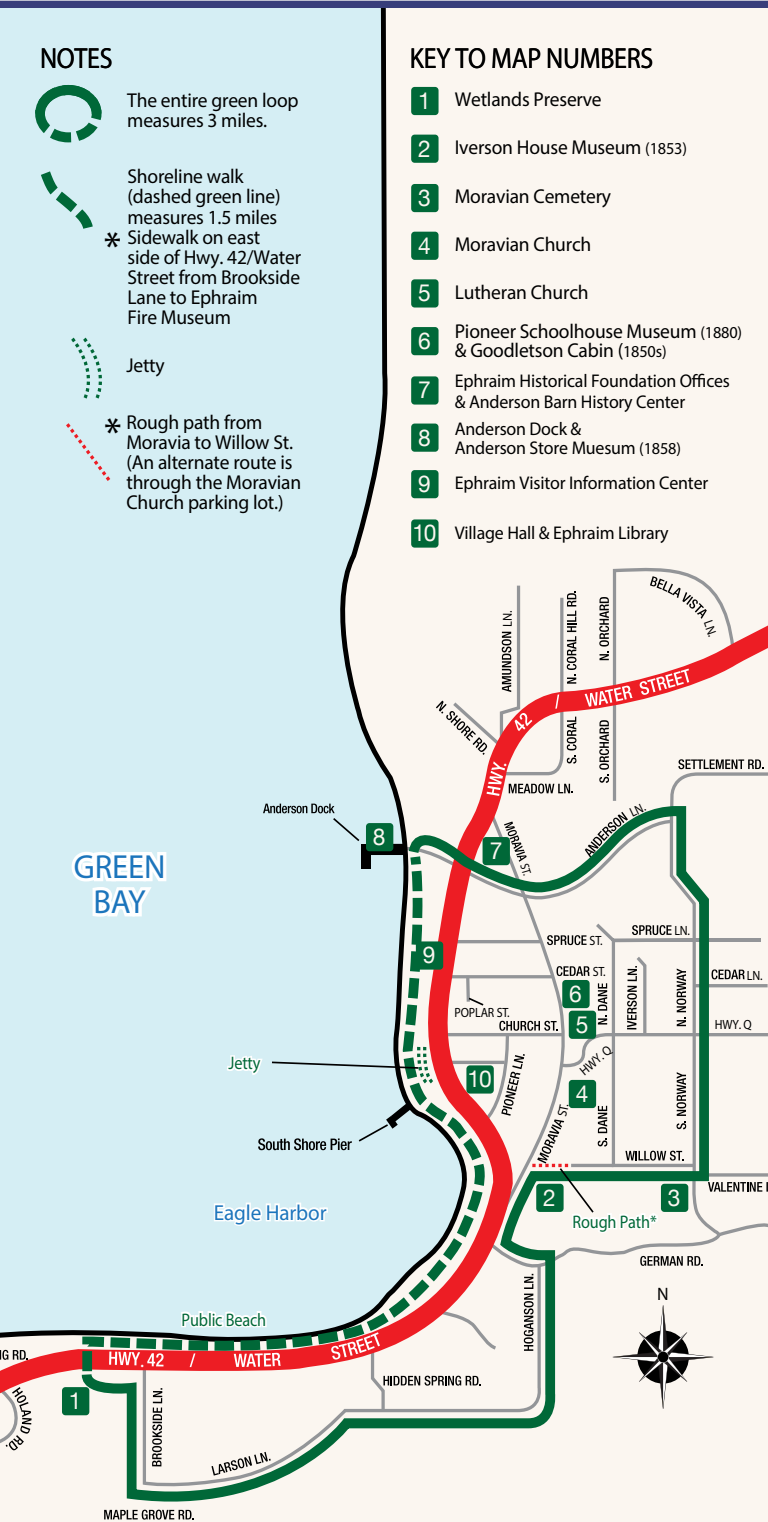 NOTES
The entire green loop
measures 3 miles.
Shoreline walk
(dashed green line)
measures 1.5 miles
* Sidewalk on east
side of Hwy. 42/Water
Street from Brookside
Lane to Ephraim
Fire Museum
Jetty
* Rough path from
Moravia to Willow St.
(An alternate route is
through the Moravian
Church parking lot.)
KEY TO MAP NUMBERS
1 Wetlands Preserve
2 Iverson House Museum (1853)
3 Moravian Cemetery
4 Moravian Church
5 Lutheran Church
6 Pioneer Schoolhouse Museum (1880)
& Goodletson Cabin (1850s)
7 Ephraim Historical Foundation Offices
& Anderson Barn History Center
8 Anderson Dock &
Anderson Store Muesum (1858)
9 Ephraim Visitor Information Center
10 Village Hall & Ephraim Library
BELLA VISTA LN.
AMUNDSON LN.
N. CORAL HILL RD.
N. ORCHARD
HWY. 42 / WATER STREET
N. SHORE RD.
S. CORAL
S. ORCHARD
SETTLEMENT RD.
MEADOW LN.
Anderson Dock
8
7
MORAVIA ST.
ANDERSON LN.
GREEN
BAY
9
SPRUCE ST.
SPRUCE LN.
CEDAR ST.
CEDAR LN.
6
N. DANE
IVERSON LN.
N. NORWAY
POPLAR ST.
CHURCH ST.
5
HWY. Q
Jetty
10
PIONEER LN.
HWY. Q
4
MORAVIA ST.
S. DANE
S. NORWAY
South Shore Pier
WILLOW ST.
2
3
VALENTINE
Eagle Harbor
Rough Path*
GERMAN RD.
HOGANSON LN.
N
Public Beach
HWY. 42 / WATER STREET
NG RD.
1
HOLAND RD.
BROOKSIDE LN.
HIDDEN SPRING RD.
LARSON LN.
MAPLE GROVE RD.